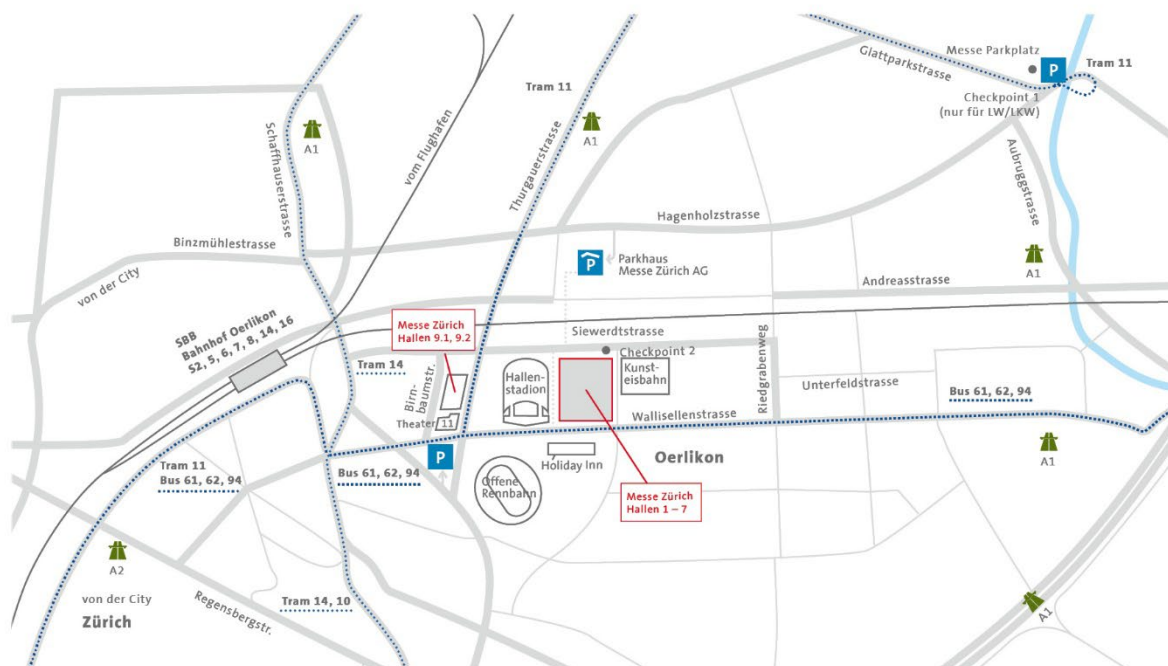 Glattparkstrasse
Messe Parkplatz
P
Tram 11
Checkpoint 1
(nur für LW/LKW)
Tram 11
A1
A1
Schaffhauserstrasse
vom Flughafen
Thurgauerstrasse
Aubruggstrasse
Hagenholzstrasse
Binzmühlestrasse
P
Parkhaus
Messe Zürich AG
A1
Andreasstrasse
von der City
SBB
Bahnhof Oerlikon
S2, 5, 6, 7, 8, 14, 16
Messe Zürich
Hallen 9.1, 9.2
Siewerdtstrasse
Checkpoint 2
Tram 14
Birn-
baumstr.
Hallen-
stadion
Kunst-
eisbahn
Riedgrabenweg
Unterfeldstrasse
Bus 61, 62, 94
Theater 11
Wallisellenstrasse
P
A1
Tram 11
Bus 61, 62, 94
Bus 61, 62, 94
Offene
Rennbahn
Holiday Inn
Oerlikon
Messe Zürich
Hallen 1 – 7
A2
von der City
Zürich
Regensbergstr.
Tram 14, 10
A1